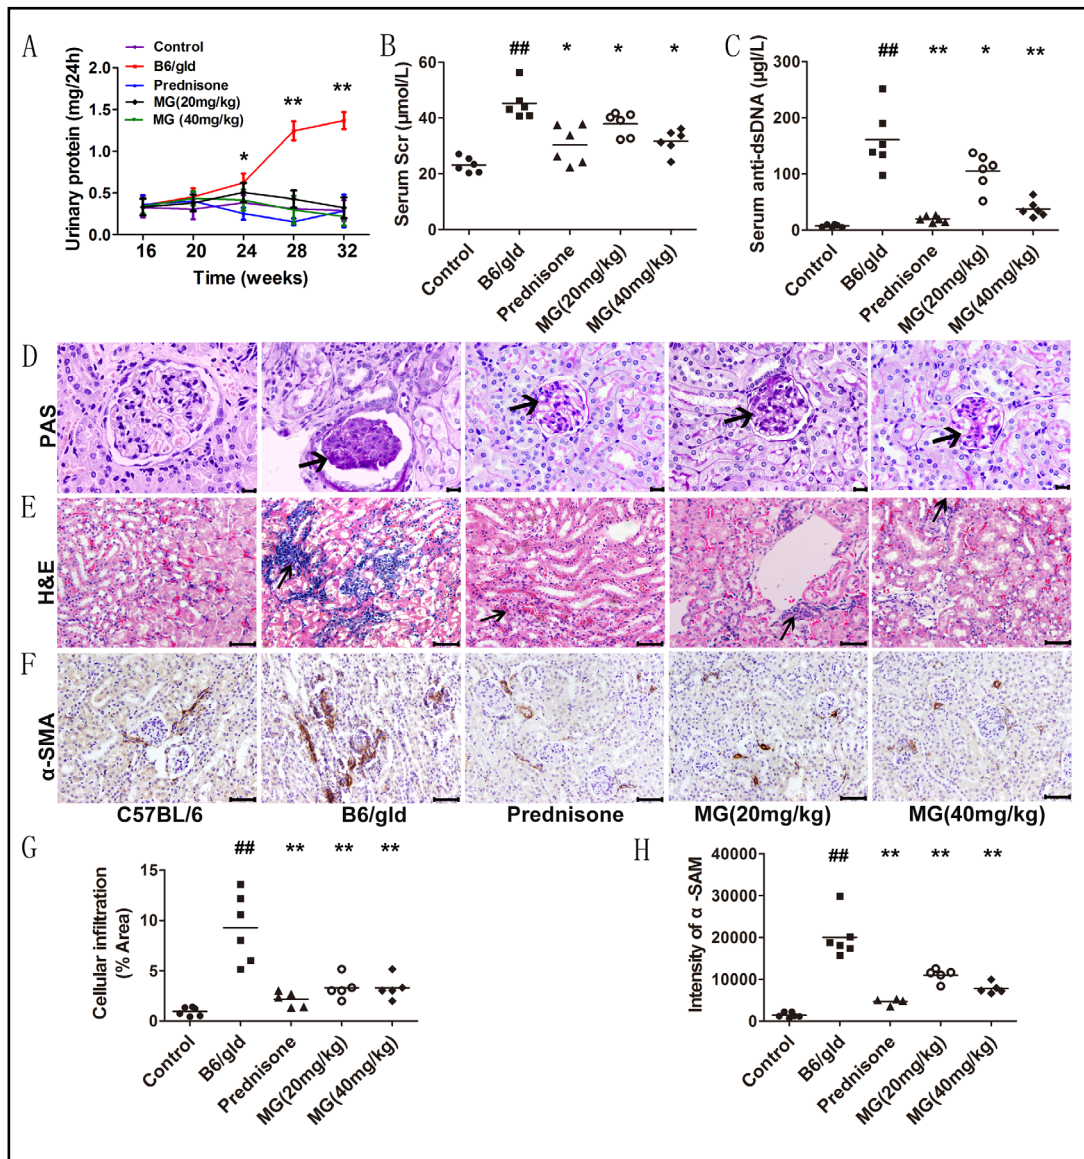 A
Control
B6/gld
Prednisone
MG(20mg/kg)
MG (40mg/kg)
Urinary protein (mg/24h)
2.0
1.5
1.0
0.5
0.0
*
**
**
16 20 24 28 32
Time (weeks)
B
## * * *
Serum Scr (μmol/L)
60
40
20
0
Control
B6/gld
Prednisone
MG(20mg/kg)
MG(40mg/kg)
C
## ** * **
Serum anti-dsDNA (μgl/L)
300
200
100
0
Control
B6/gld
Prednisone
MG(20mg/kg)
MG(40mg/kg)
D
PAS
E
H&E
F
α-SMA
C57BL/6 B6/gld Prednisone MG(20mg/kg) MG(40mg/kg)
G
## ** ** **
Cellular infiltration
(% Area)
15
10
5
0
Control
B6/gld
Prednisone
MG(20mg/kg)
MG(40mg/kg)
H
## ** ** **
Intensity of α -SAM
40000
30000
20000
10000
0
Control
B6/gld
Prednisone
MG(20mg/kg)
MG(40mg/kg)